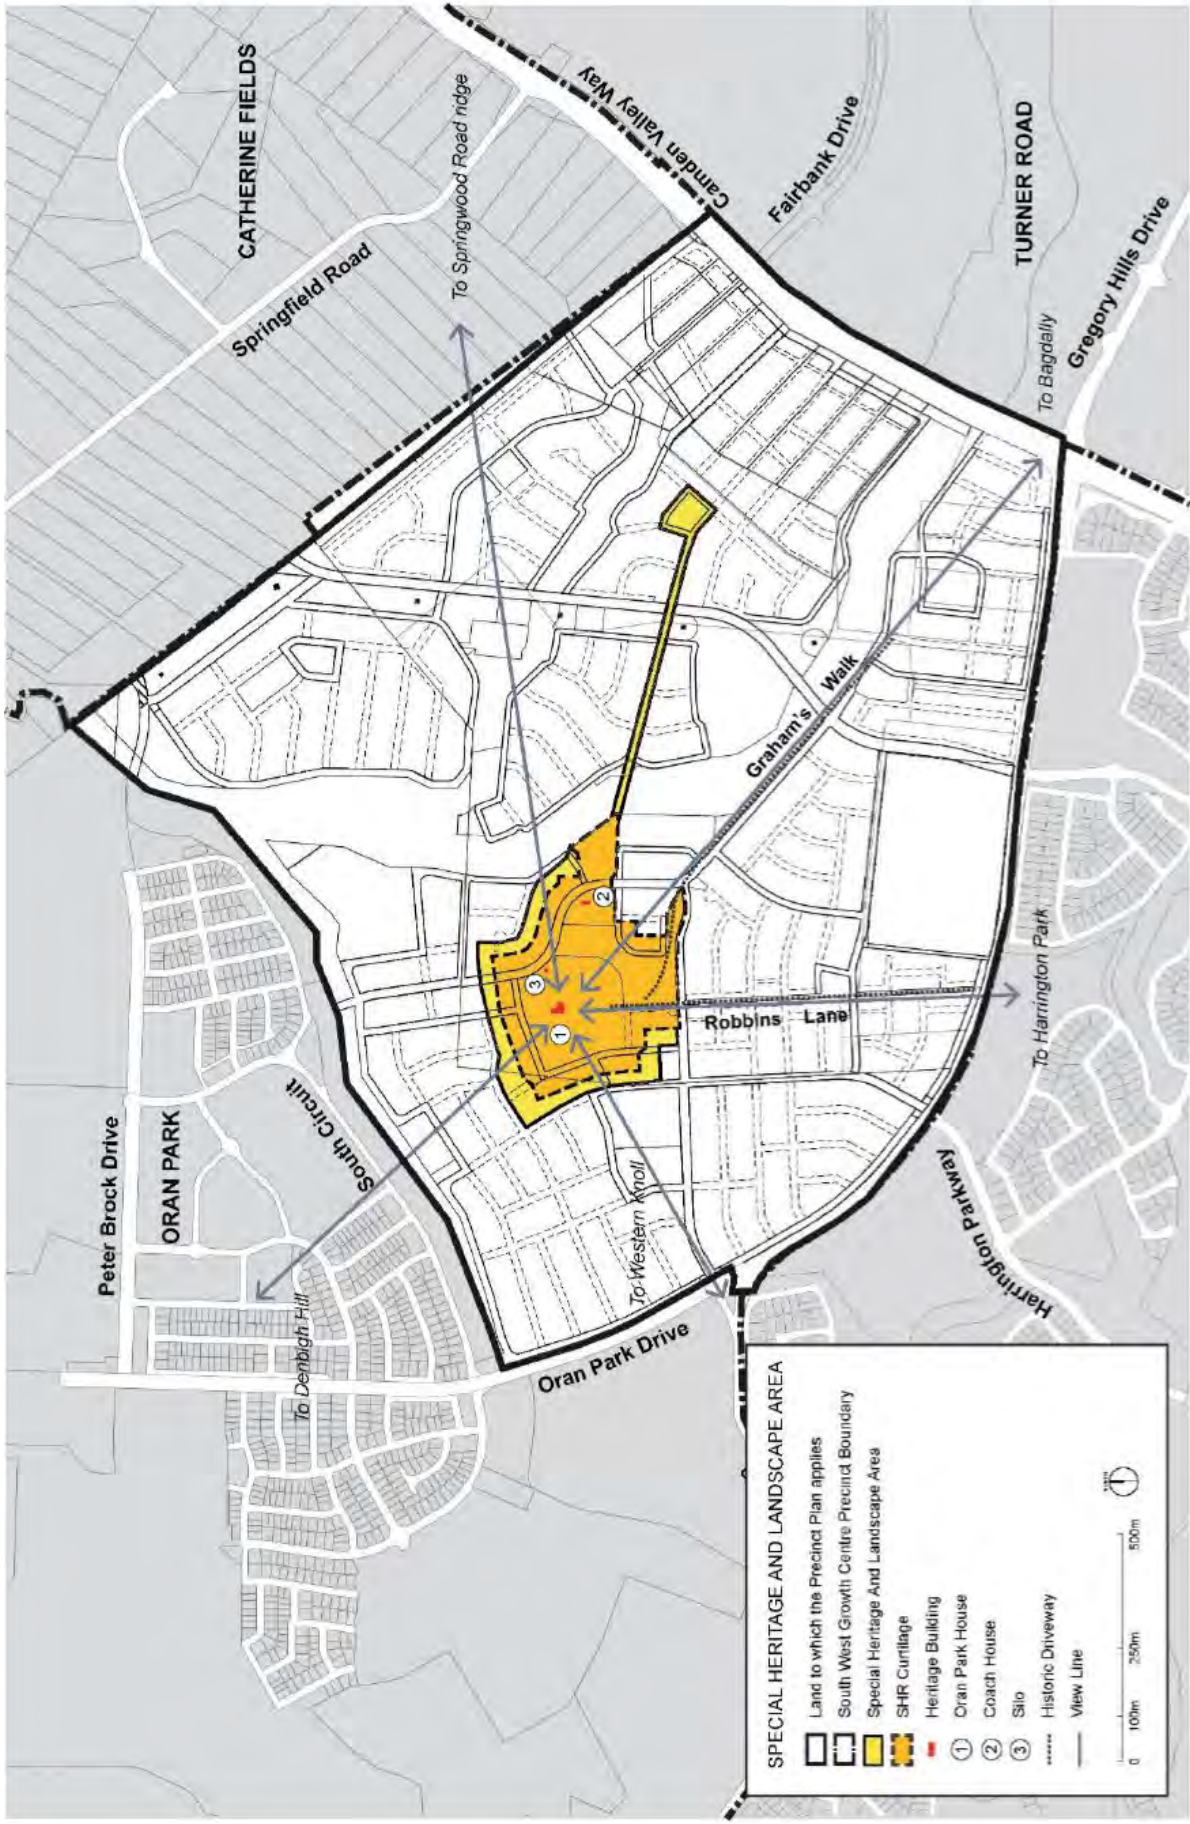 CATHERINE FIELDS
Springfield Road
To Springwood Road ridge
Camden Valley Way
Fairbank Drive
TURNER ROAD
Gregory Hills Drive
To Bagdally
Graham's Walk
Robbins Lane
To Harrington Park
Harrington Parkway
To Western Knoll
Oran Park Drive
To Denbigh Hill
South Circuit
ORAN PARK
Peter Brock Drive
1
2
3
SPECIAL HERITAGE AND LANDSCAPE AREA
Land to which the Precinct Plan applies
South West Growth Centre Precinct Boundary
Special Heritage And Landscape Area
SHR Curtilage
Heritage Building
1 Oran Park House
2 Coach House
3 Silo
Historic Driveway
View Line
0 100m 250m 500m